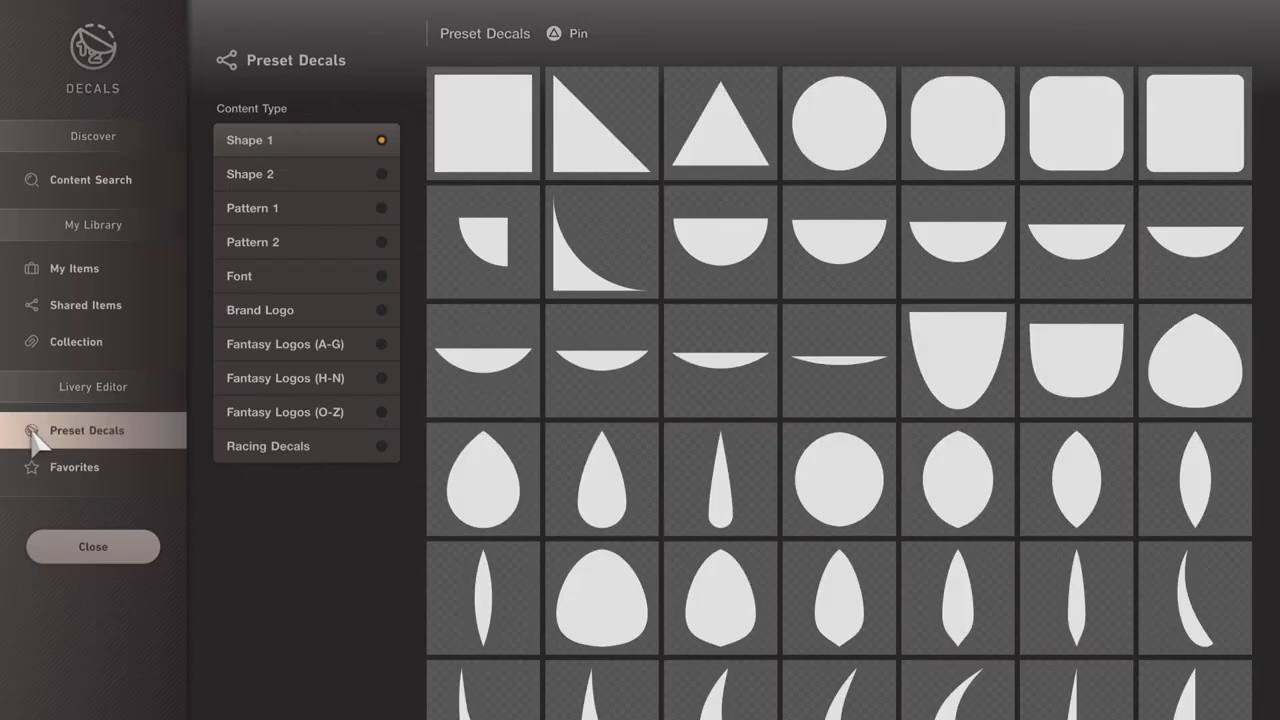 DECALS
Discover
Content Search
My Library
My Items
Shared Items
Collection
Livery Editor
Preset Decals
Favorites
Close
Preset Decals
Content Type
Shape 1
Shape 2
Pattern 1
Pattern 2
Font
Brand Logo
Fantasy Logos (A-G)
Fantasy Logos (H-N)
Fantasy Logos (O-Z)
Racing Decals
Preset Decals Pin